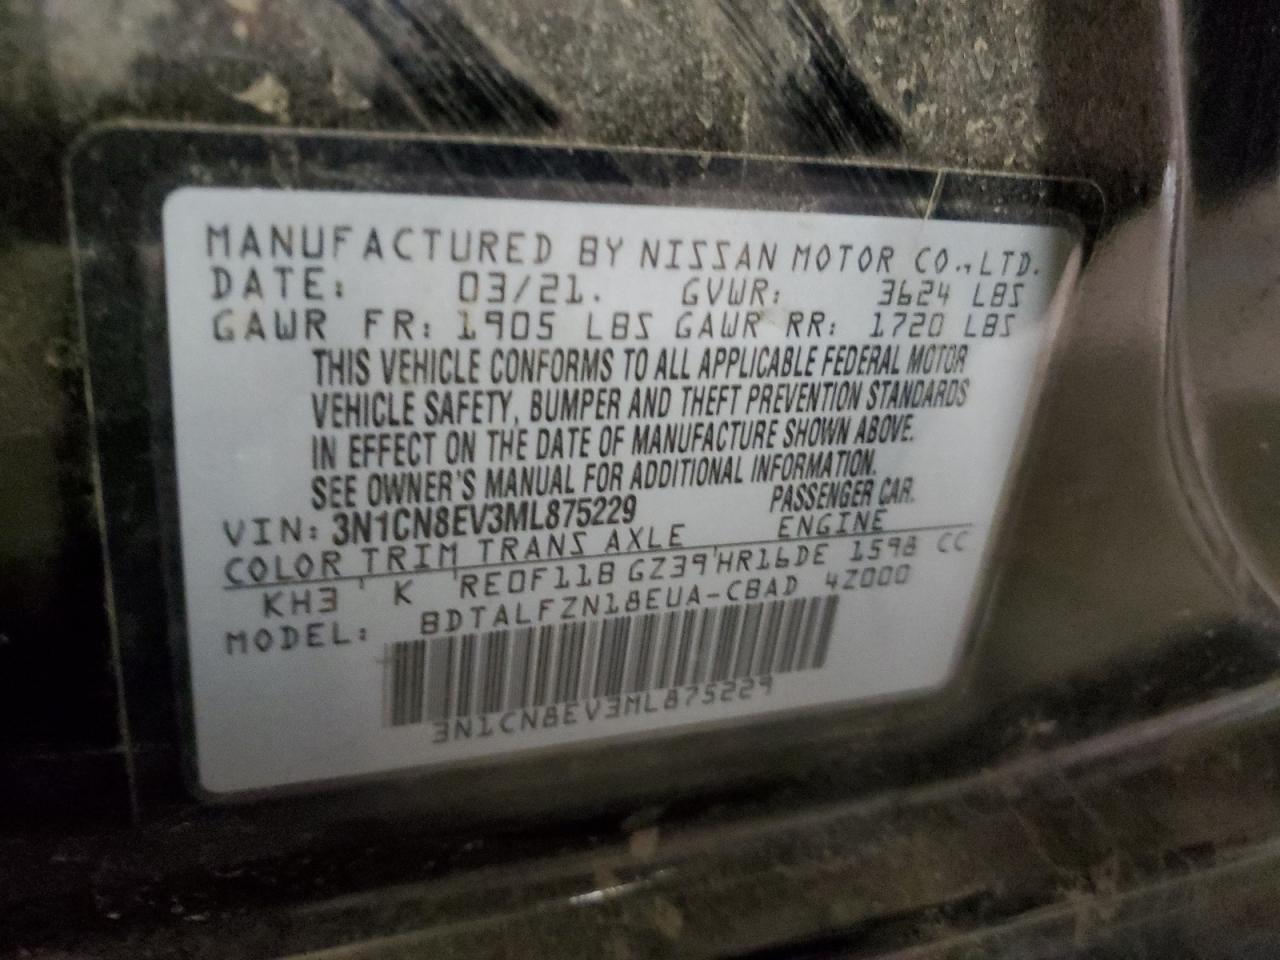 MANUFACTURED BY NISSAN MOTOR CO.,LTD.
DATE: 03/21. GVWR: 3624 LBS
GAWR FR: 1905 LBS GAWR RR: 1720 LBS
THIS VEHICLE CONFORMS TO ALL APPLICABLE FEDERAL MOTOR
VEHICLE SAFETY, BUMPER AND THEFT PREVENTION STANDARDS
IN EFFECT ON THE DATE OF MANUFACTURE SHOWN ABOVE.
SEE OWNER'S MANUAL FOR ADDITIONAL INFORMATION.
VIN: 3N1CN8EV3ML875229 PASSENGER CAR.
COLOR TRIM TRANS AXLE ENGINE
KH3 ' K 'RE0F11B GZ39'HR16DE 1598 CC
MODEL: BDTALFZN18EUA-CBAD 4Z000
3N1CN8EV3ML875229